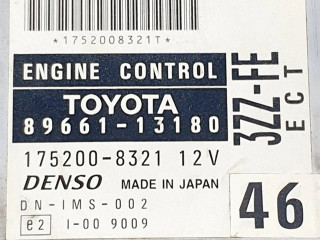 *1752008321T*
ENGINE CONTROL
TOYOTA
89661-13180
3ZZ-FE
ECT
175200-8321 12V
DENSO MADE IN JAPAN
DN-IMS-002
e2 I-00 9009
46